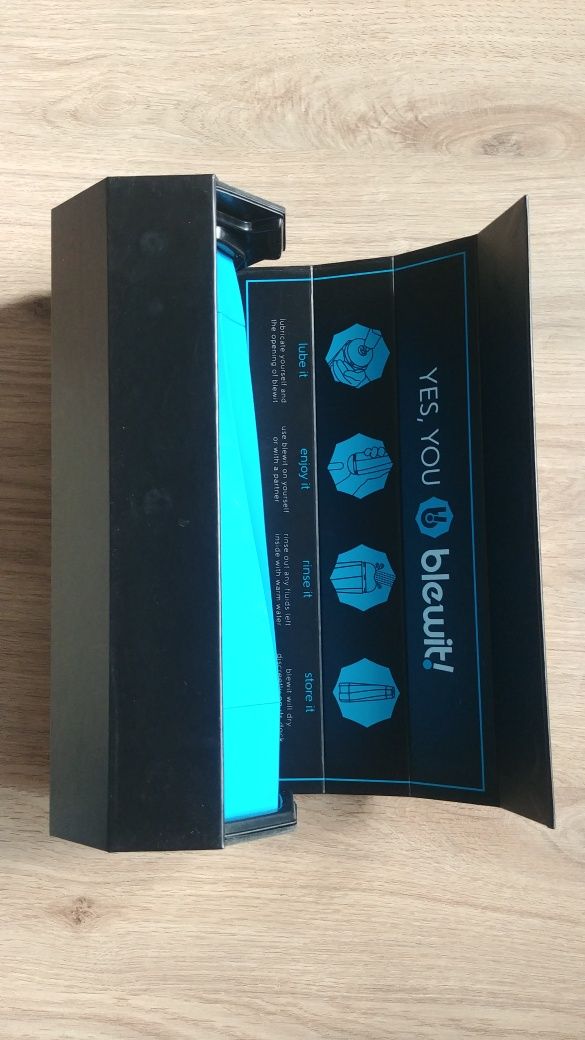 YES, YOU blewit!
lube it
lubricate yourself and
the opening of blewit
enjoy it
use blewit on yourself
or with a partner
rinse it
rinse out any fluids left
inside with warm water
store it
blewit will dry